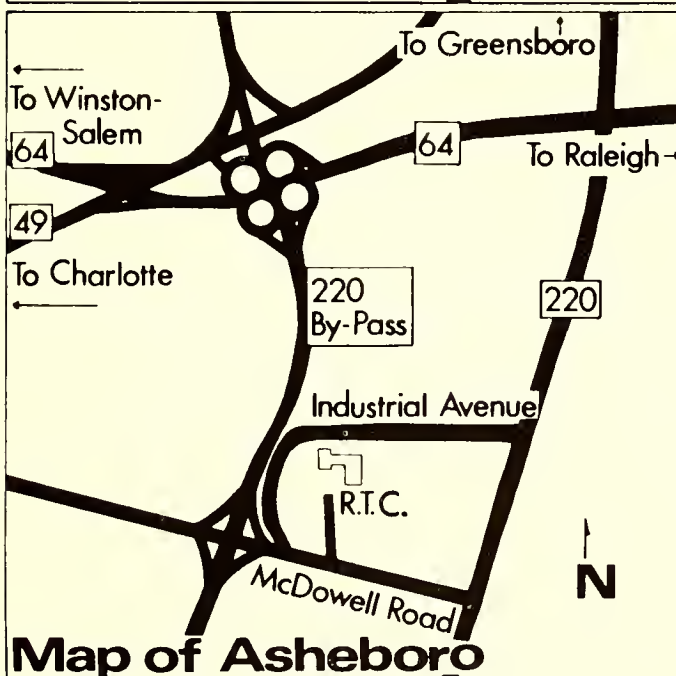 To Greensboro
To Winston-
Salem
64
64
To Raleigh
49
To Charlotte
220
By-Pass
220
Industrial Avenue
R.T.C.
McDowell Road
N
Map of Asheboro